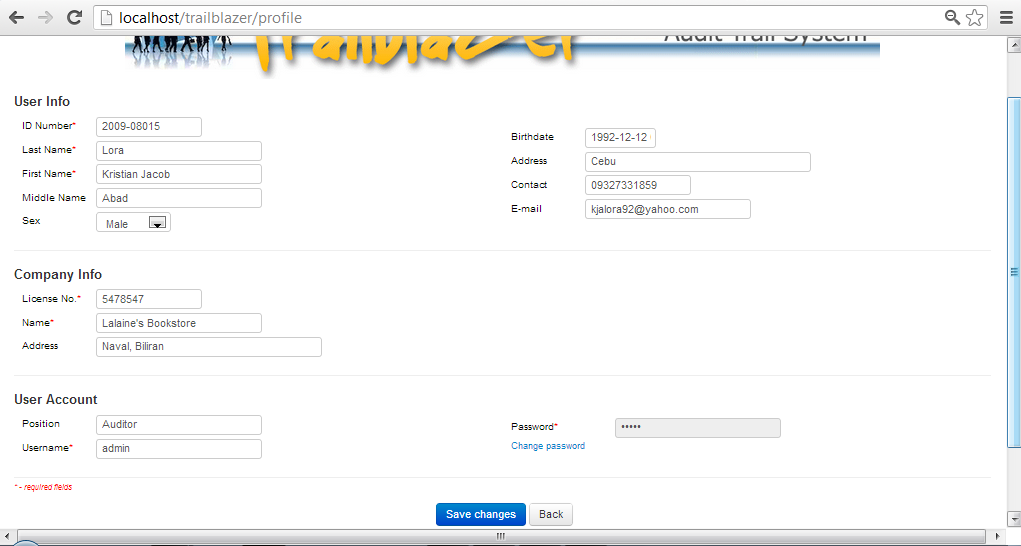 localhost/trailblazer/profile
Trailblazer
Audit Trail System
User Info
ID Number* 2009-08015
Last Name* Lora
First Name* Kristian Jacob
Middle Name Abad
Sex Male
Birthdate 1992-12-12
Address Cebu
Contact 09327331859
E-mail kjalora92@yahoo.com
Company Info
License No.* 5478547
Name* Lalaine's Bookstore
Address Naval, Biliran
User Account
Position Auditor
Username* admin
Password* •••••
Change password
* - required fields
Save changes Back